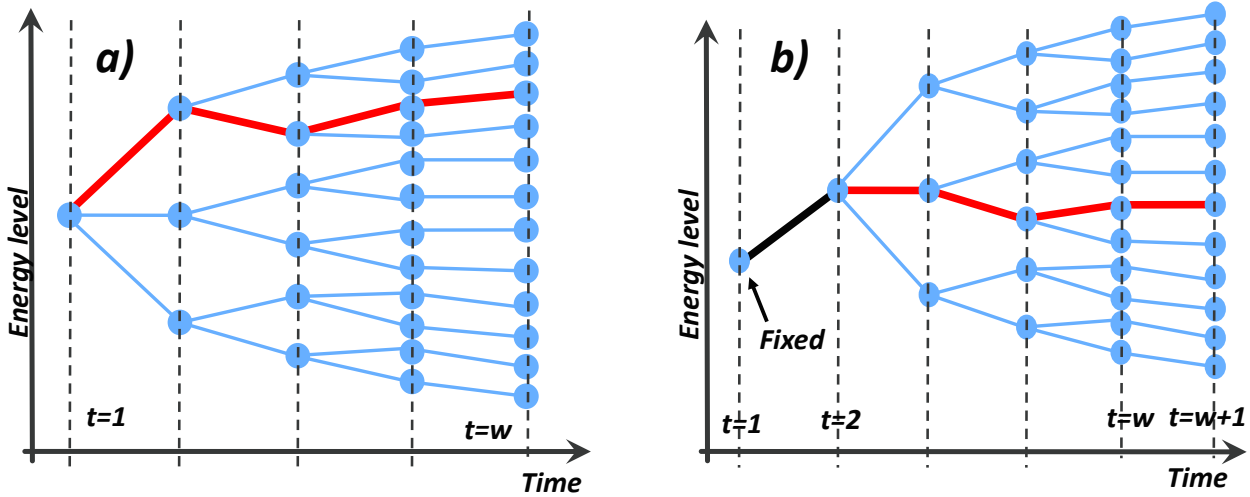 a)
Energy level
t=1
t=w
Time
b)
Energy level
Fixed
t=1
t=2
t=w
t=w+1
Time